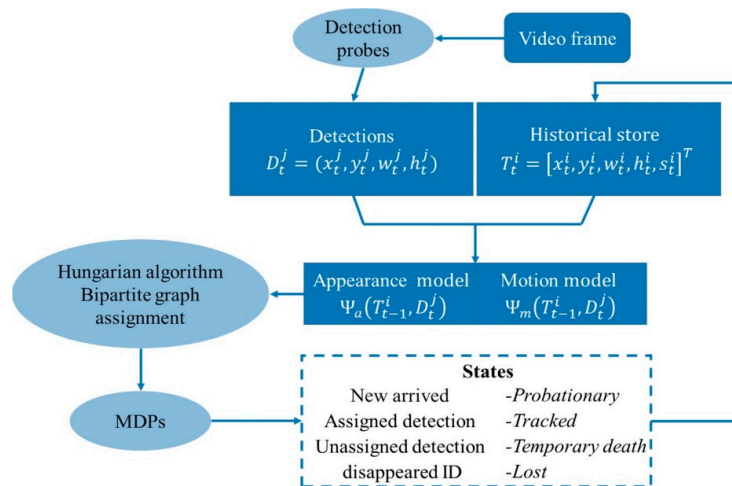 Detection
probes
Video frame
Detections
D_t^j = (x_t^j, y_t^j, w_t^j, h_t^j)
Historical store
T_t^i = [x_t^i, y_t^i, w_t^i, h_t^i, s_t^i]^T
Appearance model
Ψ_a(T_{t-1}^i, D_t^j)
Motion model
Ψ_m(T_{t-1}^i, D_t^j)
Hungarian algorithm
Bipartite graph
assignment
MDPs
States
New arrived -Probationary
Assigned detection -Tracked
Unassigned detection -Temporary death
disappeared ID -Lost